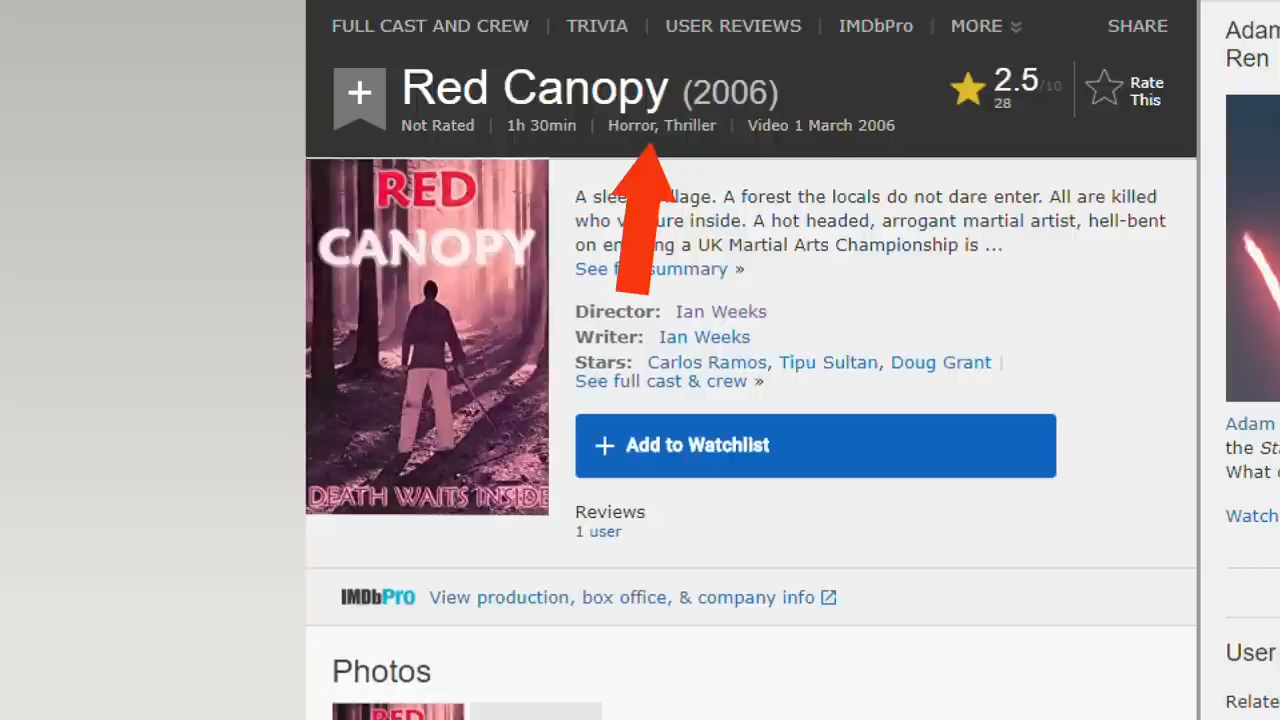 FULL CAST AND CREW | TRIVIA | USER REVIEWS | IMDbPro | MORE SHARE
+ Red Canopy (2006)
2.5/10
28
Rate
This
Not Rated | 1h 30min | Horror, Thriller | Video 1 March 2006
RED
CANOPY
DEATH WAITS INSIDE
A forest the locals do not dare enter. All are killed
who inside. A hot headed, arrogant martial artist, hell-bent
on a UK Martial Arts Championship is ...
See summary »
Director: Ian Weeks
Writer: Ian Weeks
Stars: Carlos Ramos, Tipu Sultan, Doug Grant |
See full cast & crew »
+ Add to Watchlist
Reviews
1 user
IMDbPro View production, box office, & company info
Photos
RED
Adam
Ren
Adam
the
What
Watch
User